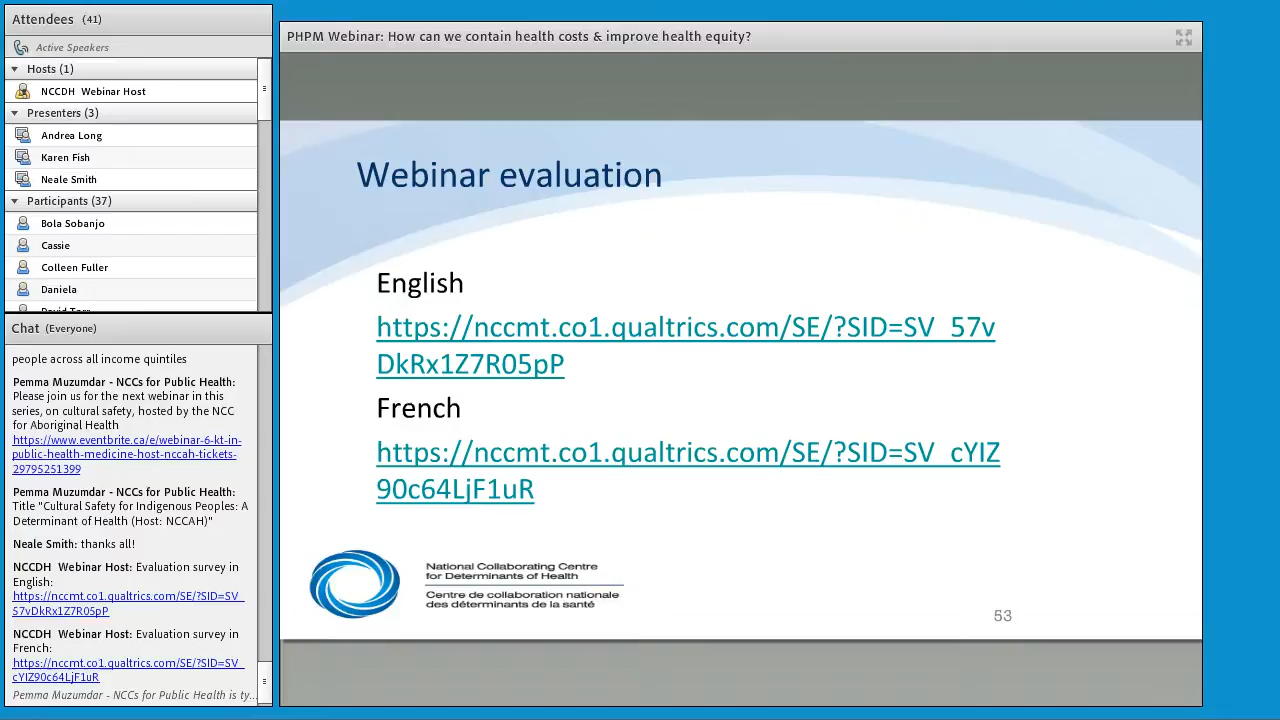 Attendees (41)
Active Speakers
Hosts (1)
NCCDH Webinar Host
Presenters (3)
Andrea Long
Karen Fish
Neale Smith
Participants (37)
Bola Sobanjo
Cassie
Colleen Fuller
Daniela
Chat (Everyone)
people across all income quintiles
Pemma Muzumdar - NCCs for Public Health:
Please join us for the next webinar in this
series, on cultural safety, hosted by the NCC
for Aboriginal Health
https://www.eventbrite.ca/e/webinar-6-kt-in-
public-health-medicine-host-nccah-tickets-
29795251399
Pemma Muzumdar - NCCs for Public Health:
Title "Cultural Safety for Indigenous Peoples: A
Determinant of Health (Host: NCCAH)"
Neale Smith: thanks all!
NCCDH Webinar Host: Evaluation survey in
English:
https://nccmt.co1.qualtrics.com/SE/?SID=SV_
57vDkRx1Z7R05pP
NCCDH Webinar Host: Evaluation survey in
French:
https://nccmt.co1.qualtrics.com/SE/?SID=SV_
cYIZ90c64LjF1uR
Pemma Muzumdar - NCCs for Public Health is ty...
PHPM Webinar: How can we contain health costs & improve health equity?
Webinar evaluation
English
https://nccmt.co1.qualtrics.com/SE/?SID=SV_57v
DkRx1Z7R05pP
French
https://nccmt.co1.qualtrics.com/SE/?SID=SV_cYIZ
90c64LjF1uR
National Collaborating Centre
for Determinants of Health
Centre de collaboration nationale
des déterminants de la santé
53